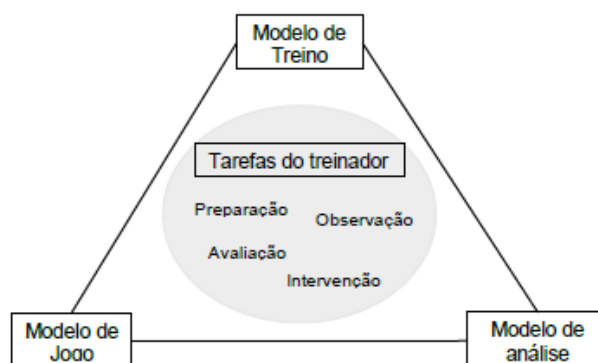 Modelo de
Treino
Tarefas do treinador
Preparação
Observação
Avaliação
Intervenção
Modelo de
Jogo
Modelo de
análise